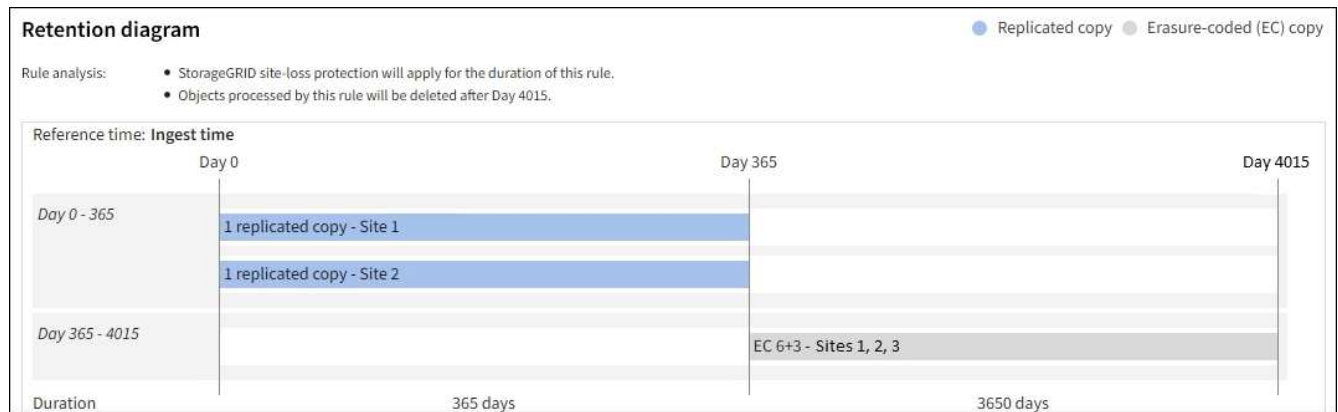 Retention diagram
Replicated copy Erasure-coded (EC) copy
Rule analysis:
• StorageGRID site-loss protection will apply for the duration of this rule.
• Objects processed by this rule will be deleted after Day 4015.
Reference time: Ingest time
Day 0 Day 365 Day 4015
Day 0 - 365
1 replicated copy - Site 1
1 replicated copy - Site 2
Day 365 - 4015
EC 6+3 - Sites 1, 2, 3
Duration 365 days 3650 days